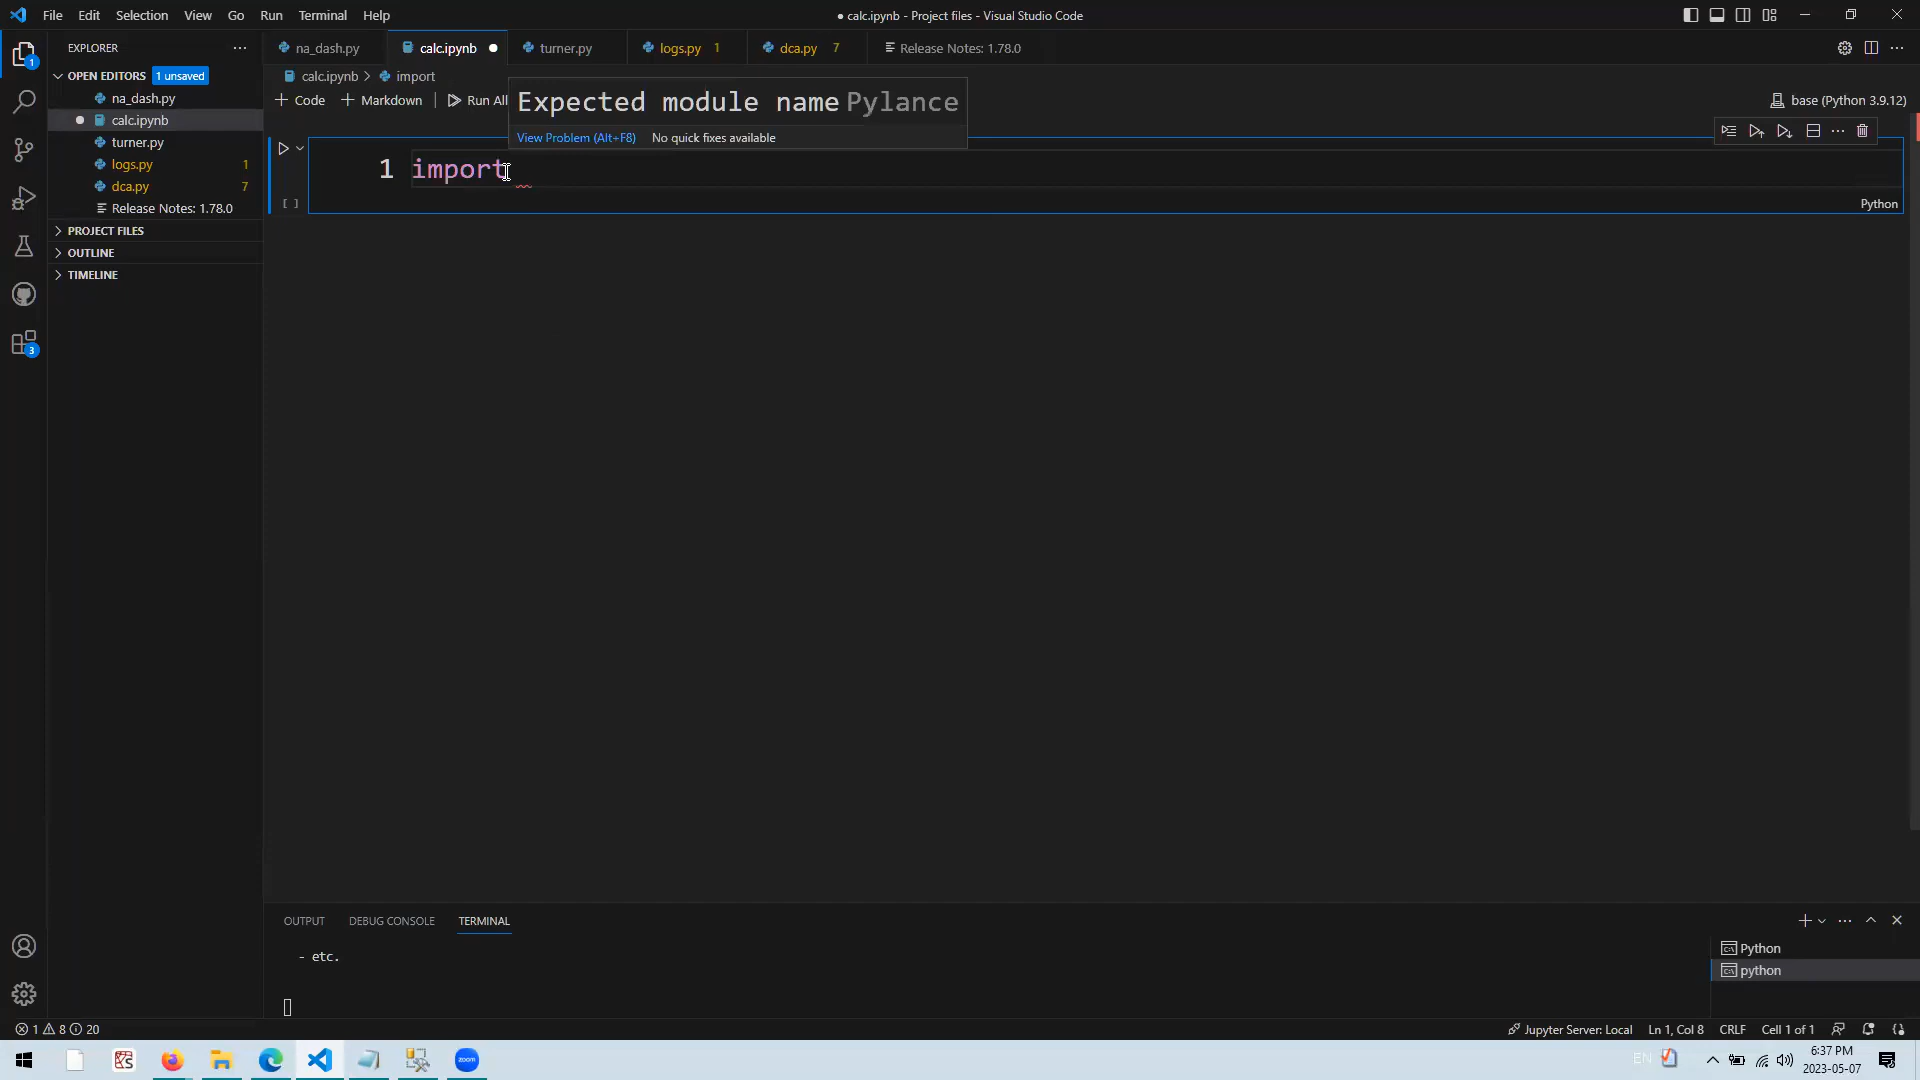 File Edit Selection View Go Run Terminal Help
● calc.ipynb - Project files - Visual Studio Code
EXPLORER
OPEN EDITORS 1 unsaved
na_dash.py
calc.ipynb
turner.py
logs.py 1
dca.py 7
Release Notes: 1.78.0
PROJECT FILES
OUTLINE
TIMELINE
1
3
na_dash.py calc.ipynb turner.py logs.py 1 dca.py 7 Release Notes: 1.78.0
calc.ipynb > import
+ Code + Markdown Run All
base (Python 3.9.12)
Expected module name Pylance
View Problem (Alt+F8) No quick fixes available
1 import
[ ]
Python
OUTPUT DEBUG CONSOLE TERMINAL
- etc.
Python
python
1 8 20
Jupyter Server: Local Ln 1, Col 8 CRLF Cell 1 of 1
zoom
EN
6:37 PM
2023-05-07